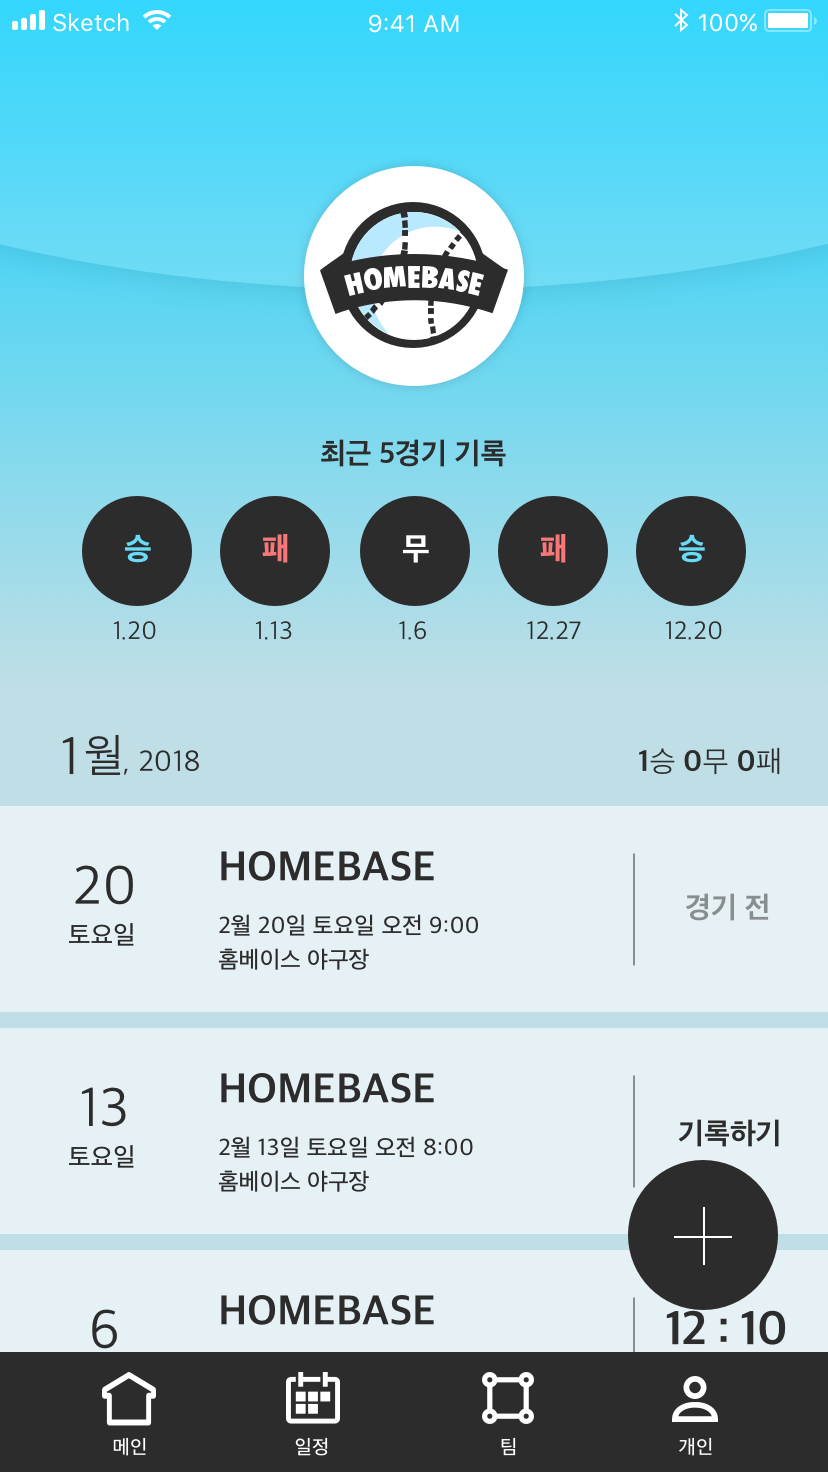 Sketch 9:41 AM 100%
HOMEBASE
최근 5경기 기록
승 패 무 패 승
1.20 1.13 1.6 12.27 12.20
1월, 2018 1승 0무 0패
20
토요일
HOMEBASE
2월 20일 토요일 오전 9:00
홈베이스 야구장
경기 전
13
토요일
HOMEBASE
2월 13일 토요일 오전 8:00
홈베이스 야구장
기록하기
6
HOMEBASE
12 : 10
메인 일정 팀 개인